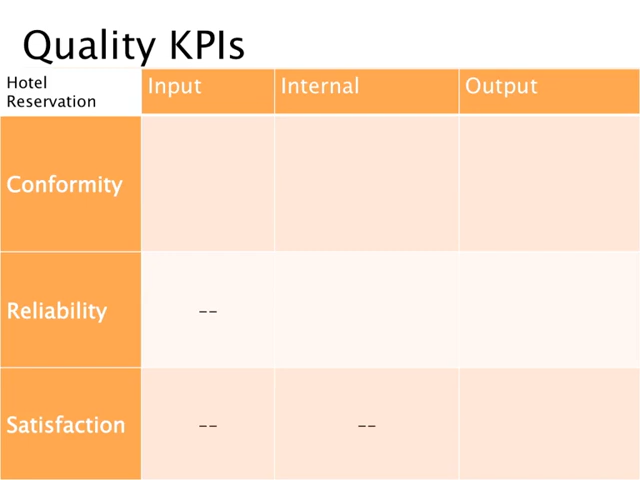 Quality KPIs
Hotel
Reservation
Input
Internal
Output
Conformity
Reliability
--
Satisfaction
--
--